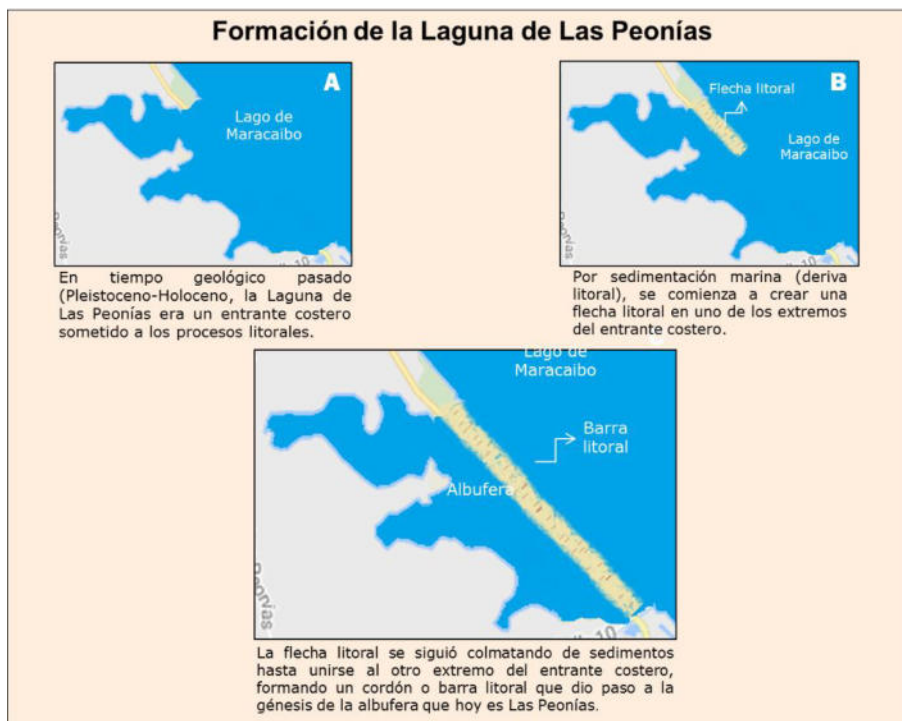 Formación de la Laguna de Las Peonías
A
Lago de
Maracaibo
En tiempo geológico pasado
(Pleistoceno-Holoceno, la Laguna de
Las Peonías era un entrante costero
sometido a los procesos litorales.
B
Flecha litoral
Lago de
Maracaibo
Por sedimentación marina (deriva
litoral), se comienza a crear una
flecha litoral en uno de los extremos
del entrante costero.
Lago de
Maracaibo
Barra
litoral
Albufera
10
La flecha litoral se siguió colmatando de sedimentos
hasta unirse al otro extremo del entrante costero,
formando un cordón o barra litoral que dio paso a la
génesis de la albufera que hoy es Las Peonías.